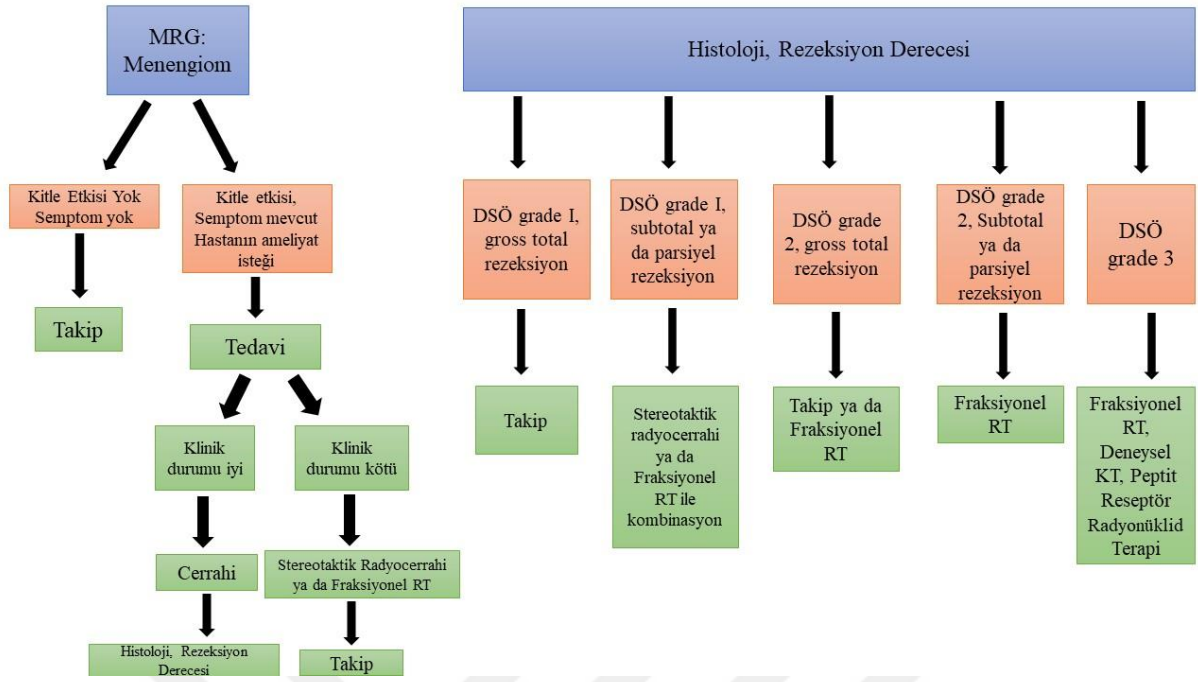 MRG:
Menengiom
Kitle Etkisi Yok
Semptom yok
Kitle etkisi,
Semptom mevcut
Hastanın ameliyat
isteği
Takip
Tedavi
Klinik
durumu iyi
Klinik
durumu kötü
Cerrahi
Stereotaktik Radyocerrahi
ya da Fraksiyonel RT
Histoloji, Rezeksiyon
Derecesi
Takip
Histoloji, Rezeksiyon Derecesi
DSÖ grade I,
gross total
rezeksiyon
DSÖ grade I,
subtotal ya
da parsiyel
rezeksiyon
DSÖ grade
2, gross total
rezeksiyon
DSÖ grade
2, Subtotal
ya da
parsiyel
rezeksiyon
DSÖ
grade 3
Takip
Stereotaktik
radyocerrahi
ya da
Fraksiyonel
RT ile
kombinasyon
Takip ya da
Fraksiyonel
RT
Fraksiyonel
RT
Fraksiyonel
RT,
Deneysel
KT, Peptit
Reseptör
Radyonüklid
Terapi